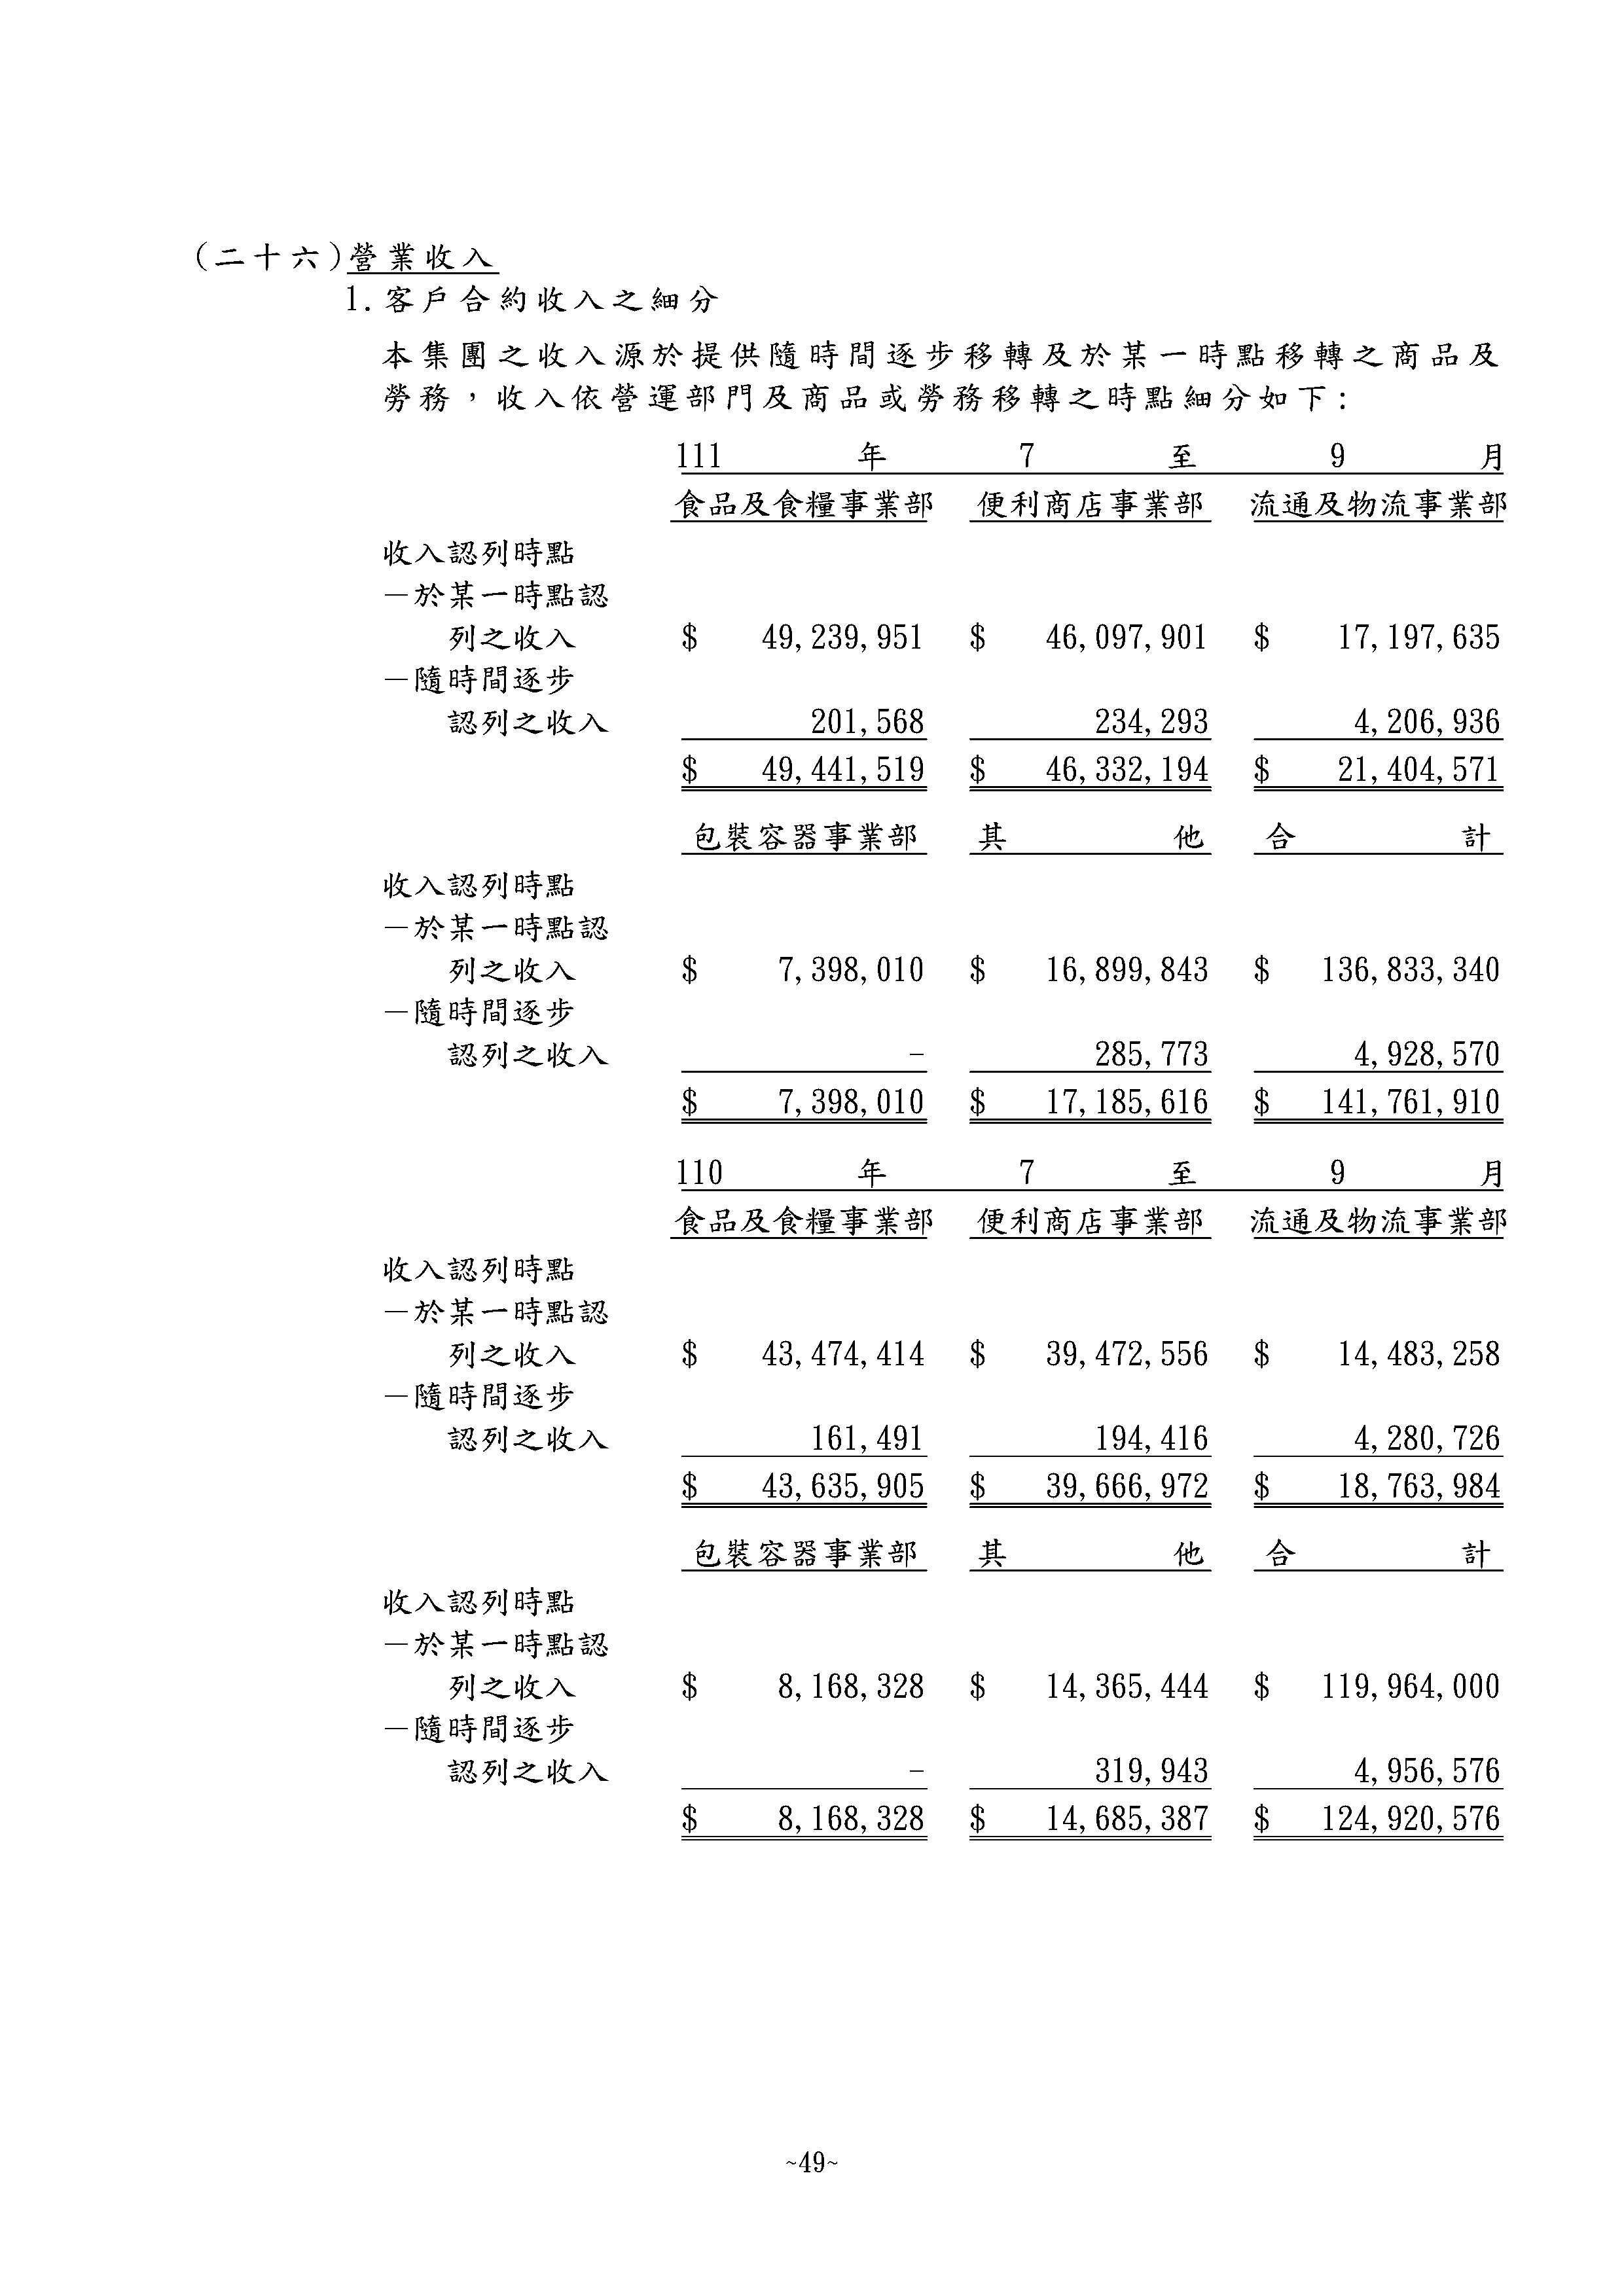 (二十六)營業收入
1.客戶合約收入之細分
本集團之收入源於提供隨時間逐步移轉及於某一時點移轉之商品及
勞務，收入依營運部門及商品或勞務移轉之時點細分如下：
111 年 7 至 9 月
食品及食糧事業部 便利商店事業部 流通及物流事業部
收入認列時點
－於某一時點認
列之收入 $ 49,239,951 $ 46,097,901 $ 17,197,635
－隨時間逐步
認列之收入 201,568 234,293 4,206,936
$ 49,441,519 $ 46,332,194 $ 21,404,571
包裝容器事業部 其 他 合 計
收入認列時點
－於某一時點認
列之收入 $ 7,398,010 $ 16,899,843 $ 136,833,340
－隨時間逐步
認列之收入 - 285,773 4,928,570
$ 7,398,010 $ 17,185,616 $ 141,761,910
110 年 7 至 9 月
食品及食糧事業部 便利商店事業部 流通及物流事業部
收入認列時點
－於某一時點認
列之收入 $ 43,474,414 $ 39,472,556 $ 14,483,258
－隨時間逐步
認列之收入 161,491 194,416 4,280,726
$ 43,635,905 $ 39,666,972 $ 18,763,984
包裝容器事業部 其 他 合 計
收入認列時點
－於某一時點認
列之收入 $ 8,168,328 $ 14,365,444 $ 119,964,000
－隨時間逐步
認列之收入 - 319,943 4,956,576
$ 8,168,328 $ 14,685,387 $ 124,920,576
~49~